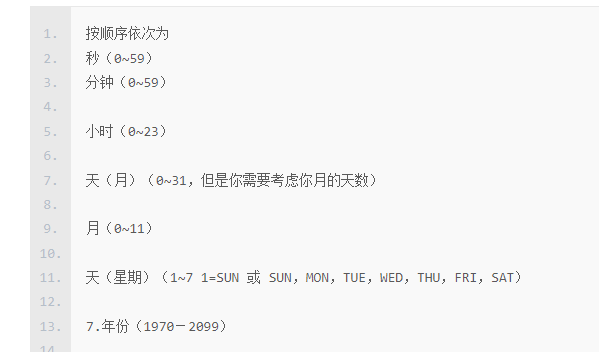 1. 按顺序依次为
2. 秒（0~59）
3. 分钟（0~59）
4.
5. 小时（0~23）
6.
7. 天（月）（0~31，但是你需要考虑你月的天数）
8.
9. 月（0~11）
10.
11. 天（星期）（1~7 1=SUN 或 SUN，MON，TUE，WED，THU，FRI，SAT）
12.
13. 7.年份（1970－2099）
14.